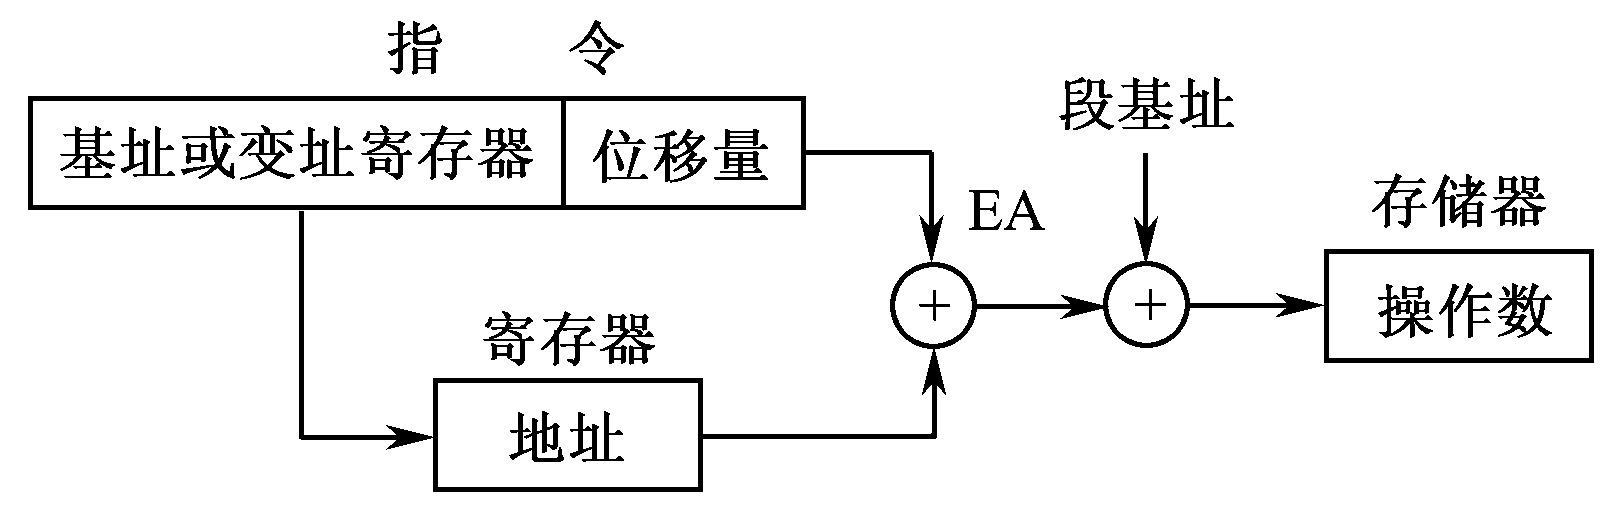 指 令
基址或变址寄存器 位移量
段基址
EA
存储器
+ +
操作数
寄存器
地址